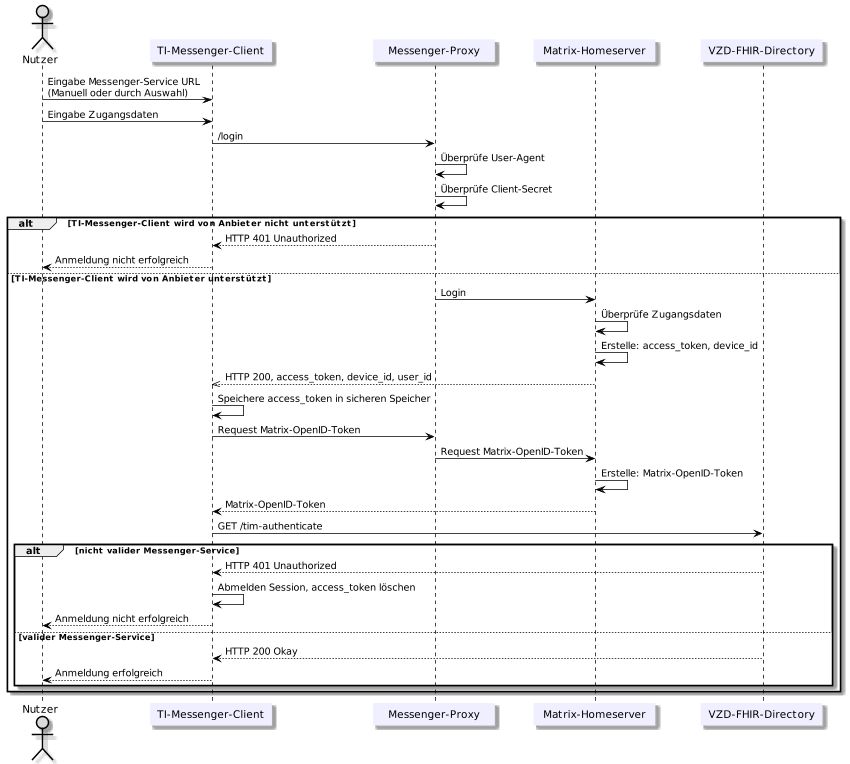 Nutzer
TI-Messenger-Client
Messenger-Proxy
Matrix-Homeserver
VZD-FHIR-Directory
Eingabe Messenger-Service URL
(Manuell oder durch Auswahl)
Eingabe Zugangsdaten
/login
Überprüfe User-Agent
Überprüfe Client-Secret
alt
[TI-Messenger-Client wird von Anbieter nicht unterstützt]
HTTP 401 Unauthorized
Anmeldung nicht erfolgreich
[TI-Messenger-Client wird von Anbieter unterstützt]
Login
Überprüfe Zugangsdaten
Erstelle: access_token, device_id
HTTP 200, access_token, device_id, user_id
Speichere access_token in sicheren Speicher
Request Matrix-OpenID-Token
Request Matrix-OpenID-Token
Erstelle: Matrix-OpenID-Token
Matrix-OpenID-Token
GET /tim-authenticate
alt
[nicht valider Messenger-Service]
HTTP 401 Unauthorized
Abmelden Session, access_token löschen
Anmeldung nicht erfolgreich
[valider Messenger-Service]
HTTP 200 Okay
Anmeldung erfolgreich
Nutzer
TI-Messenger-Client
Messenger-Proxy
Matrix-Homeserver
VZD-FHIR-Directory